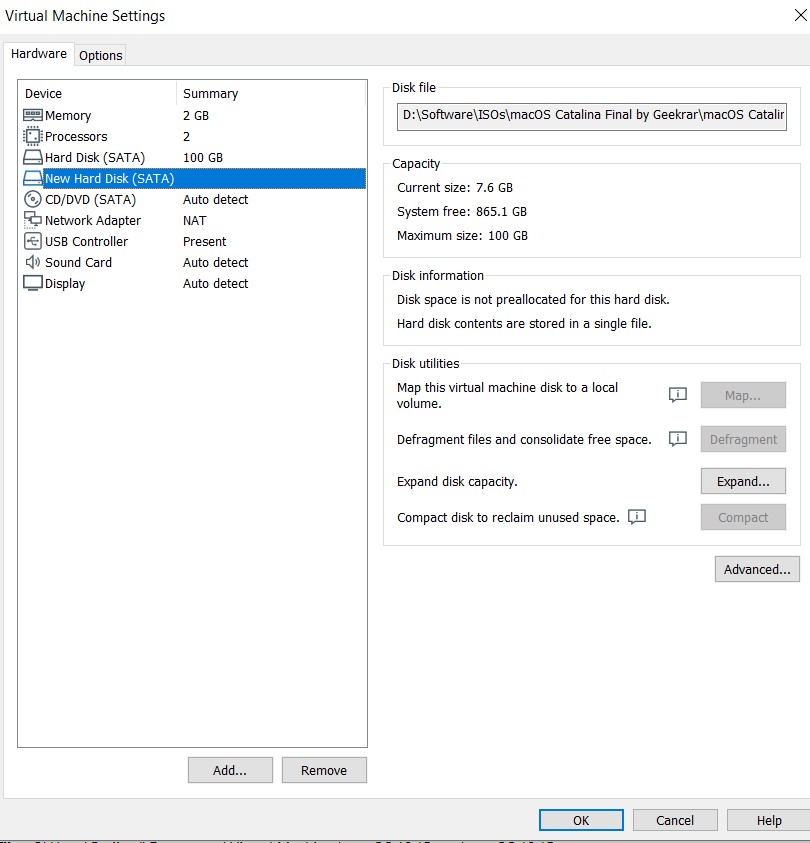 Virtual Machine Settings
Hardware
Options
Device Summary
Memory 2 GB
Processors 2
Hard Disk (SATA) 100 GB
New Hard Disk (SATA)
CD/DVD (SATA) Auto detect
Network Adapter NAT
USB Controller Present
Sound Card Auto detect
Display Auto detect
Add...
Remove
Disk file
D:\Software\ISOs\macOS Catalina Final by Geekrar\macOS Catalir
Capacity
Current size: 7.6 GB
System free: 865.1 GB
Maximum size: 100 GB
Disk information
Disk space is not preallocated for this hard disk.
Hard disk contents are stored in a single file.
Disk utilities
Map this virtual machine disk to a local
volume.
Map...
Defragment files and consolidate free space.
Defragment
Expand disk capacity.
Expand...
Compact disk to reclaim unused space.
Compact
Advanced...
OK
Cancel
Help